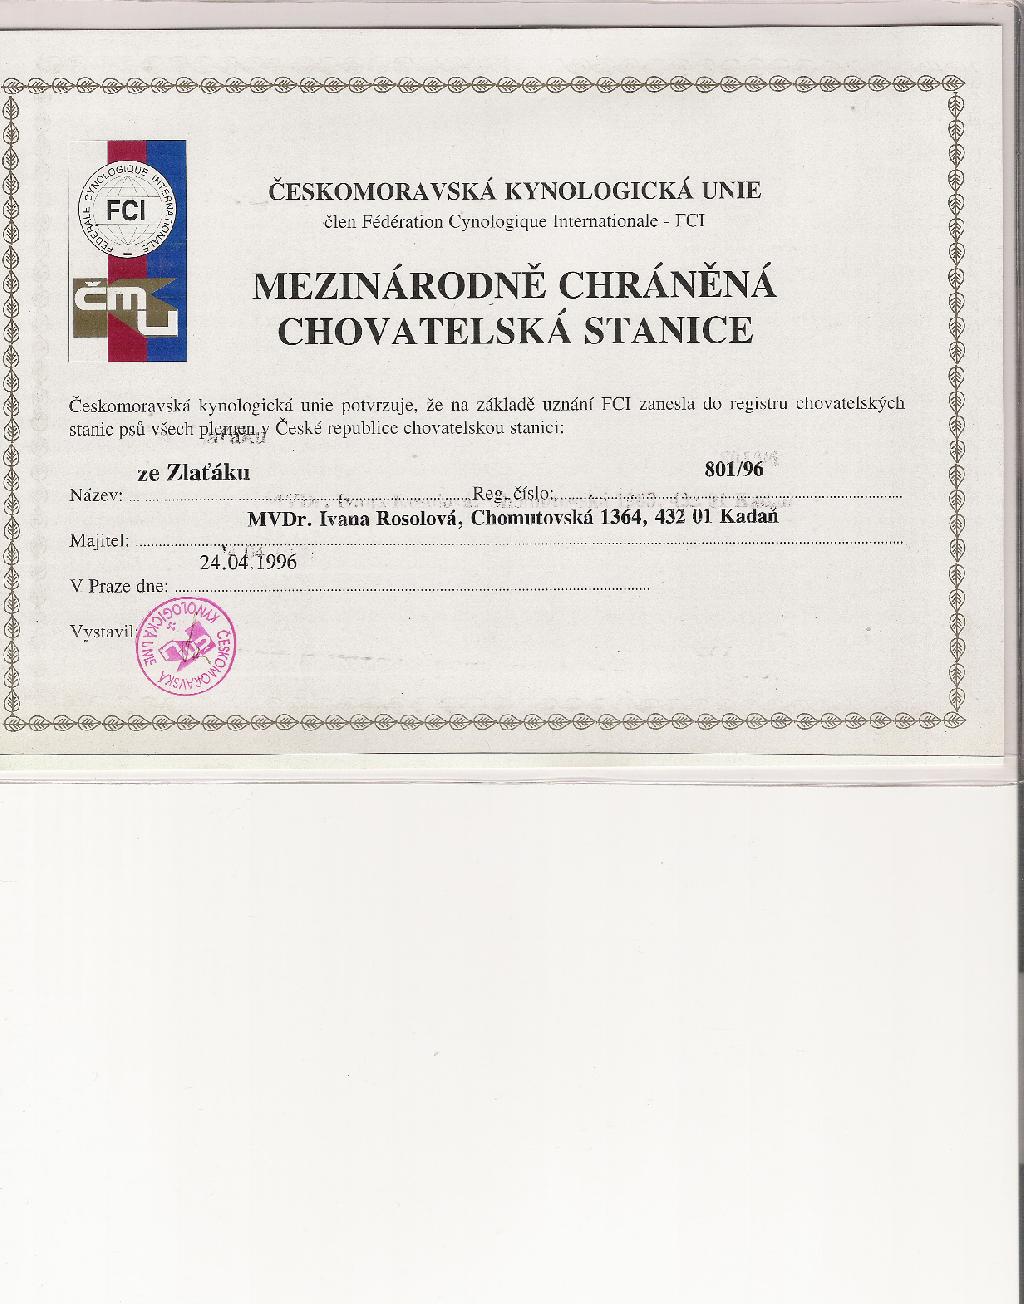 FÉDÉRALE CYNOLOGIQUE INTERNATIONALE
FCI
čmu
ČESKOMORAVSKÁ KYNOLOGICKÁ UNIE
člen Fédération Cynologique Internationale - FCI
MEZINÁRODNĚ CHRÁNĚNÁ
CHOVATELSKÁ STANICE
Českomoravská kynologická unie potvrzuje, že na základě uznání FCI zanesla do registru chovatelských
stanic psů všech plemen v České republice chovatelskou stanici:
ze Zlaťáku 801/96
Název: Reg. číslo:
MVDr. Ivana Rosolová, Chomutovská 1364, 432 01 Kadaň
Majitel:
24.04.1996
V Praze dne:
Vystavil:
ČESKOMORAVSKÁ KYNOLOGICKÁ UNIE